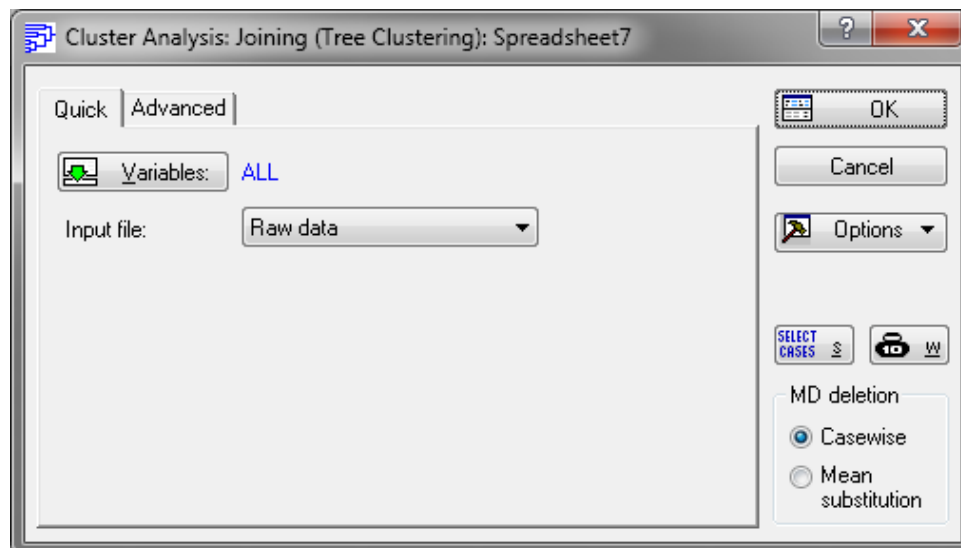 Cluster Analysis: Joining (Tree Clustering): Spreadsheet7
? X
Quick Advanced
Variables: ALL
Input file: Raw data
OK
Cancel
Options
SELECT CASES S
10 W
MD deletion
Casewise
Mean
substitution